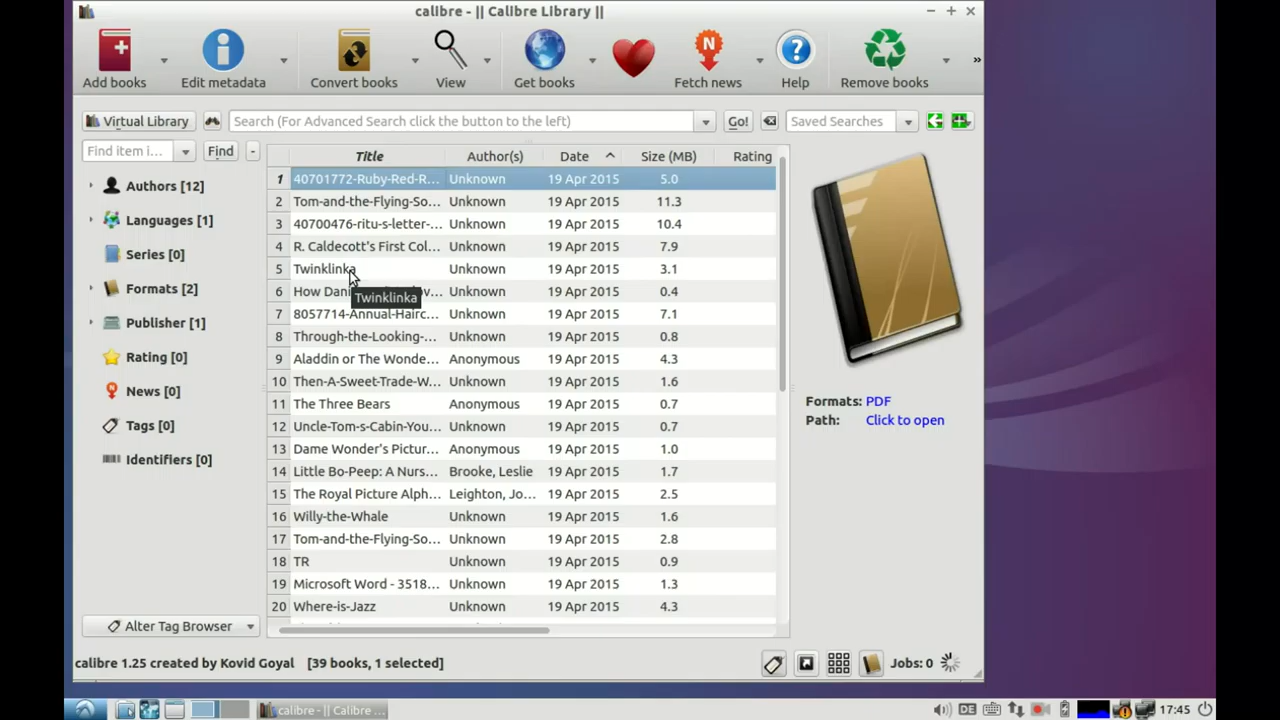 calibre - || Calibre Library ||
Add books
Edit metadata
Convert books
View
Get books
Fetch news
Help
Remove books
»
Virtual Library
Search (For Advanced Search click the button to the left)
Go!
Saved Searches
Find item i...
Find
-
Authors [12]
Languages [1]
Series [0]
Formats [2]
Publisher [1]
Rating [0]
News [0]
Tags [0]
Identifiers [0]
Alter Tag Browser
Title Author(s) Date Size (MB) Rating
1 40701772-Ruby-Red-R... Unknown 19 Apr 2015 5.0
2 Tom-and-the-Flying-So... Unknown 19 Apr 2015 11.3
3 40700476-ritu-s-letter-... Unknown 19 Apr 2015 10.4
4 R. Caldecott's First Col... Unknown 19 Apr 2015 7.9
5 Twinklinka Unknown 19 Apr 2015 3.1
6 How Dan Unknown 19 Apr 2015 0.4
Twinklinka
7 8057714-Annual-Hairc... Unknown 19 Apr 2015 7.1
8 Through-the-Looking-... Unknown 19 Apr 2015 0.8
9 Aladdin or The Wonde... Anonymous 19 Apr 2015 4.3
10 Then-A-Sweet-Trade-W... Unknown 19 Apr 2015 1.6
11 The Three Bears Anonymous 19 Apr 2015 0.7
12 Uncle-Tom-s-Cabin-You... Unknown 19 Apr 2015 0.7
13 Dame Wonder's Pictur... Anonymous 19 Apr 2015 1.0
14 Little Bo-Peep: A Nurs... Brooke, Leslie 19 Apr 2015 1.7
15 The Royal Picture Alph... Leighton, Jo... 19 Apr 2015 2.5
16 Willy-the-Whale Unknown 19 Apr 2015 1.6
17 Tom-and-the-Flying-So... Unknown 19 Apr 2015 2.8
18 TR Unknown 19 Apr 2015 0.9
19 Microsoft Word - 3518... Unknown 19 Apr 2015 1.3
20 Where-is-Jazz Unknown 19 Apr 2015 4.3
Formats: PDF
Path: Click to open
calibre 1.25 created by Kovid Goyal [39 books, 1 selected]
Jobs: 0
calibre - || Calibre ...
DE
17:45